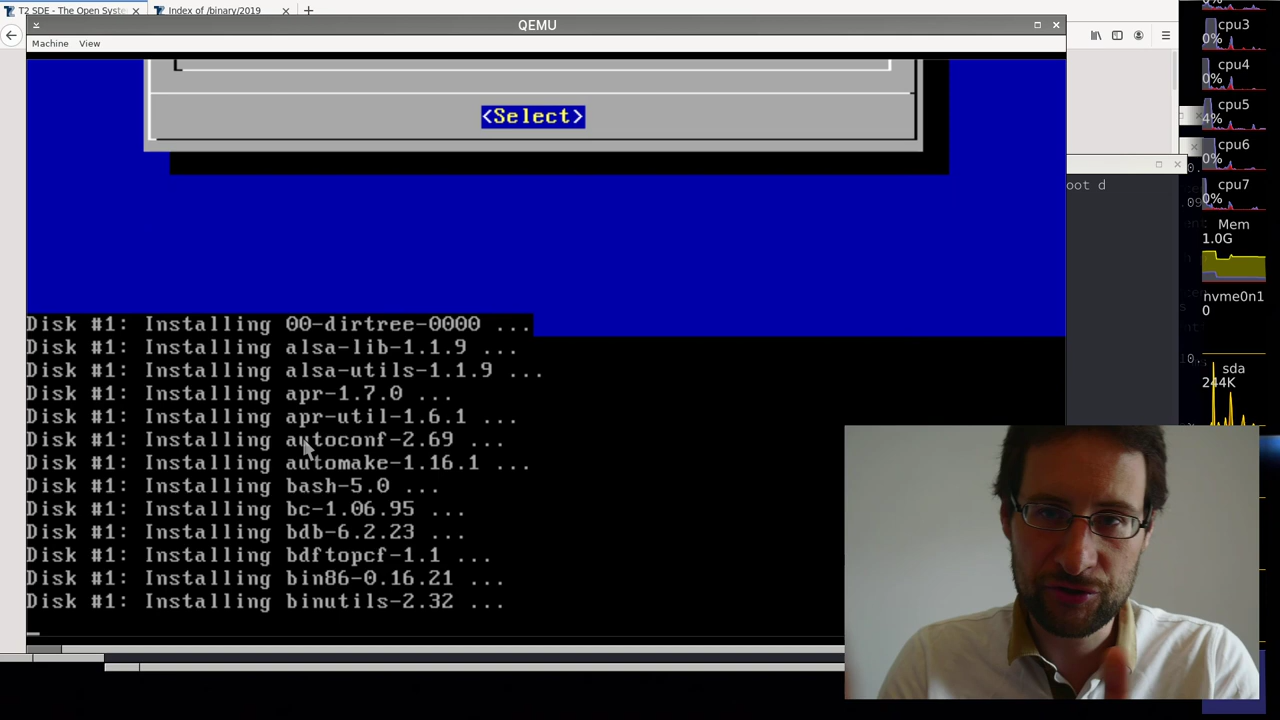 T2 SDE - The Open System
Index of /binary/2019
QEMU
Machine View
<Select>
Disk #1: Installing 00-dirtree-0000 ...
Disk #1: Installing alsa-lib-1.1.9 ...
Disk #1: Installing alsa-utils-1.1.9 ...
Disk #1: Installing apr-1.7.0 ...
Disk #1: Installing apr-util-1.6.1 ...
Disk #1: Installing autoconf-2.69 ...
Disk #1: Installing automake-1.16.1 ...
Disk #1: Installing bash-5.0 ...
Disk #1: Installing bc-1.06.95 ...
Disk #1: Installing bdb-6.2.23 ...
Disk #1: Installing bdftopcf-1.1 ...
Disk #1: Installing bin86-0.16.21 ...
Disk #1: Installing binutils-2.32 ...
oot d
cpu3
0%
cpu4
0%
cpu5
4%
cpu6
0%
cpu7
0%
Mem
1.0G
nvme0n1
0
sda
244K